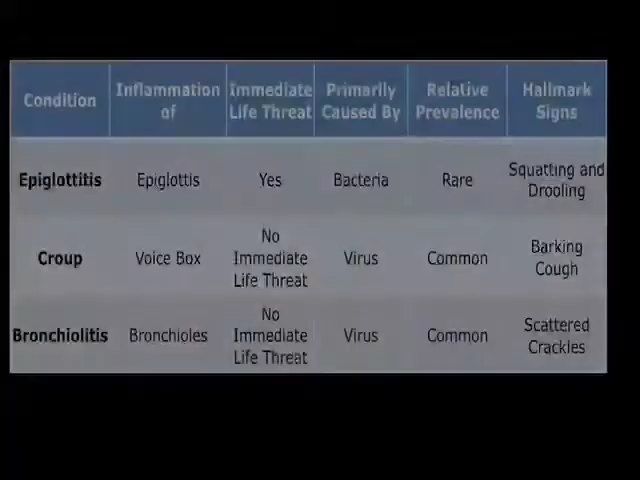 Condition
Inflammation
of
Immediate
Life Threat
Primarily
Caused By
Relative
Prevalence
Hallmark
Signs
Epiglottitis
Epiglottis
Yes
Bacteria
Rare
Squatting and
Drooling
Croup
Voice Box
No
Immediate
Life Threat
Virus
Common
Barking
Cough
Bronchiolitis
Bronchioles
No
Immediate
Life Threat
Virus
Common
Scattered
Crackles